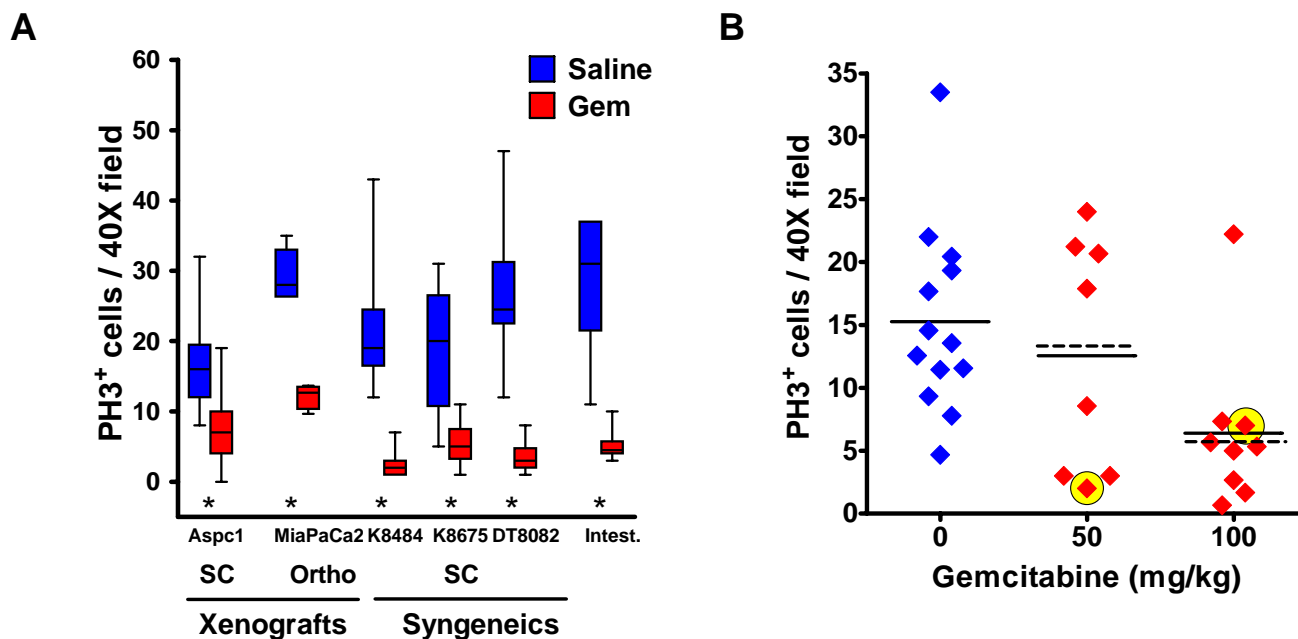 A
PH3+ cells / 40X field
60
50
40
30
20
10
0
Saline
Gem
* * * * * *
Aspc1 MiaPaCa2 K8484 K8675 DT8082 Intest.
SC Ortho SC
Xenografts Syngeneics
B
PH3+ cells / 40X field
35
30
25
20
15
10
5
0
0 50 100
Gemcitabine (mg/kg)